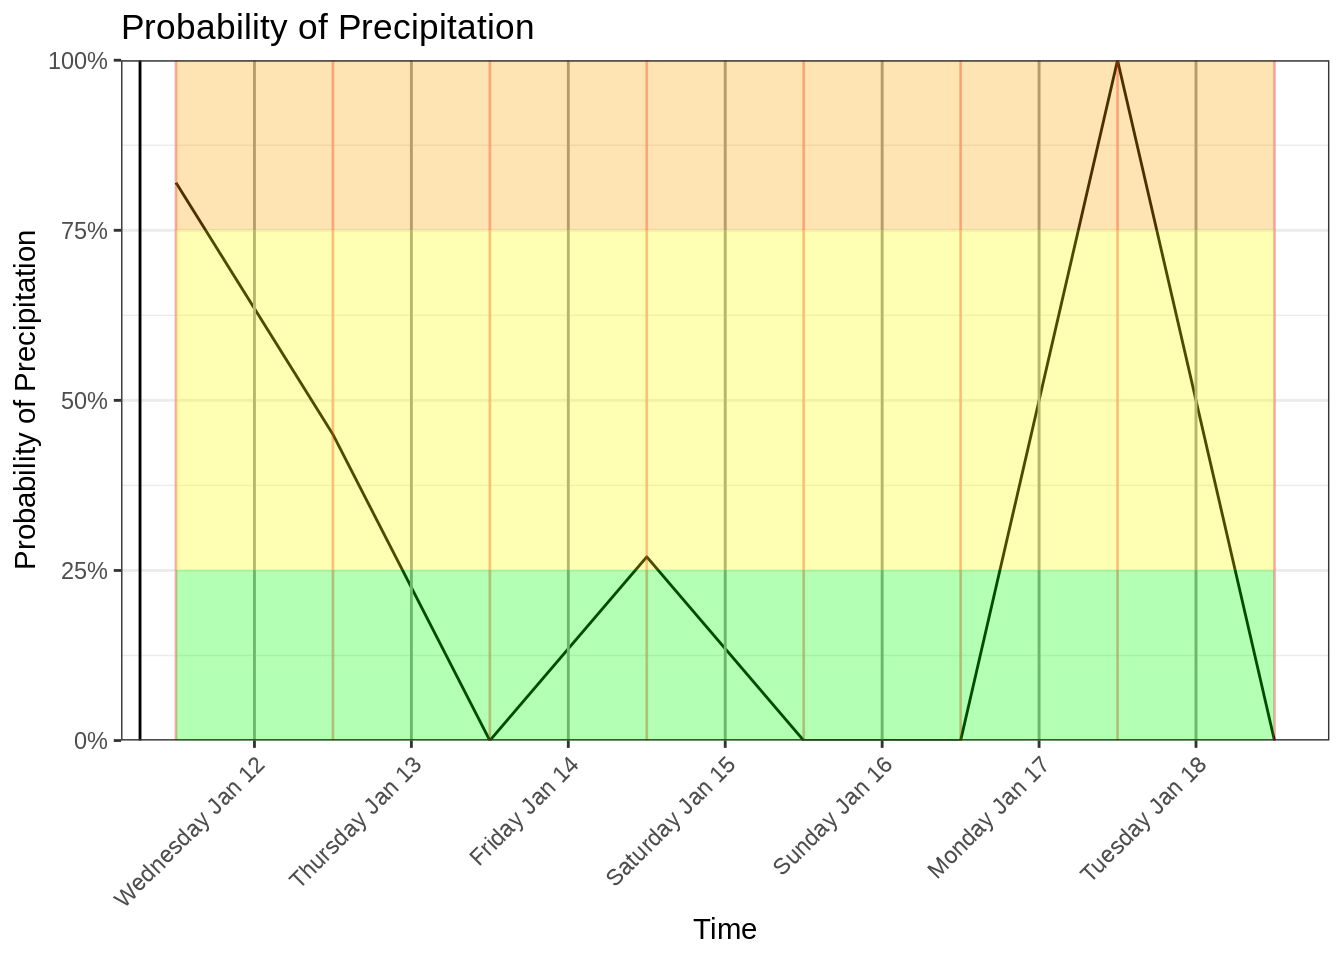 Probability of Precipitation
100%
75%
50%
25%
0%
Probability of Precipitation
Wednesday Jan 12
Thursday Jan 13
Friday Jan 14
Saturday Jan 15
Sunday Jan 16
Monday Jan 17
Tuesday Jan 18
Time